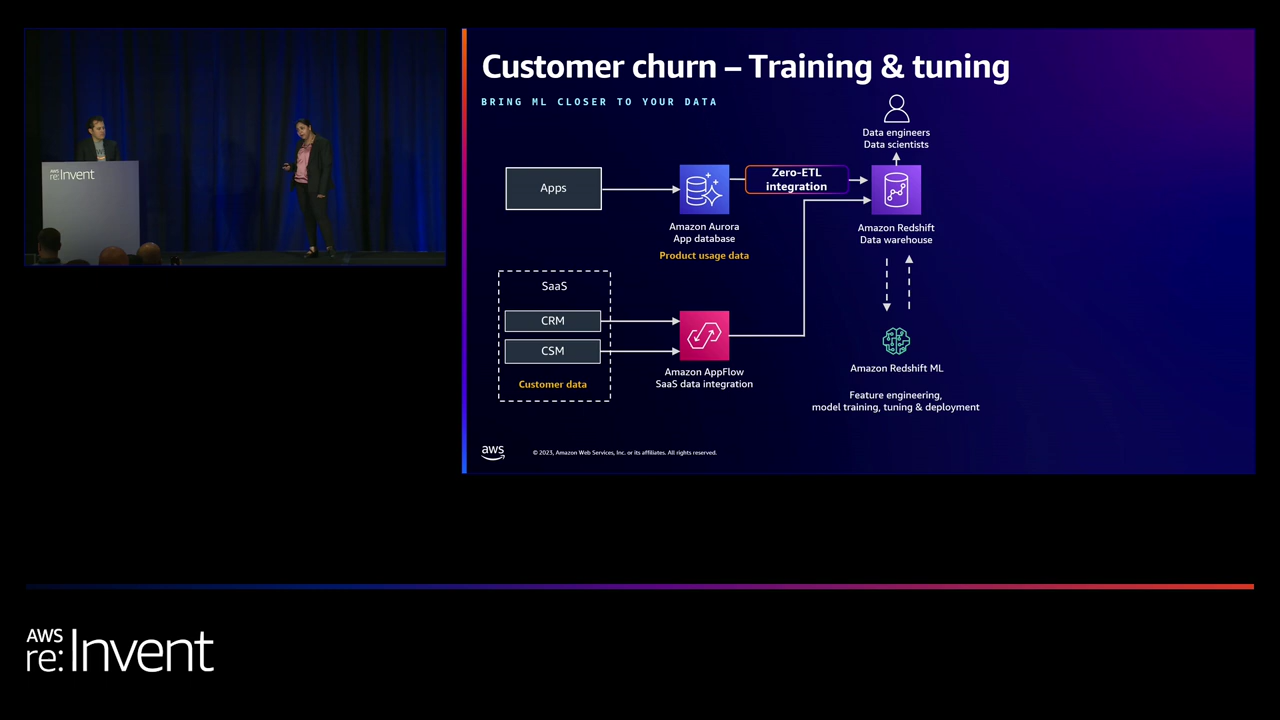 AWS
re:Invent
Customer churn – Training & tuning
BRING ML CLOSER TO YOUR DATA
Data engineers
Data scientists
Apps
Zero-ETL
integration
Amazon Aurora
App database
Product usage data
Amazon Redshift
Data warehouse
SaaS
CRM
CSM
Customer data
Amazon AppFlow
SaaS data integration
Amazon Redshift ML
Feature engineering,
model training, tuning & deployment
aws
© 2023, Amazon Web Services, Inc. or its affiliates. All rights reserved.
AWS
re:Invent